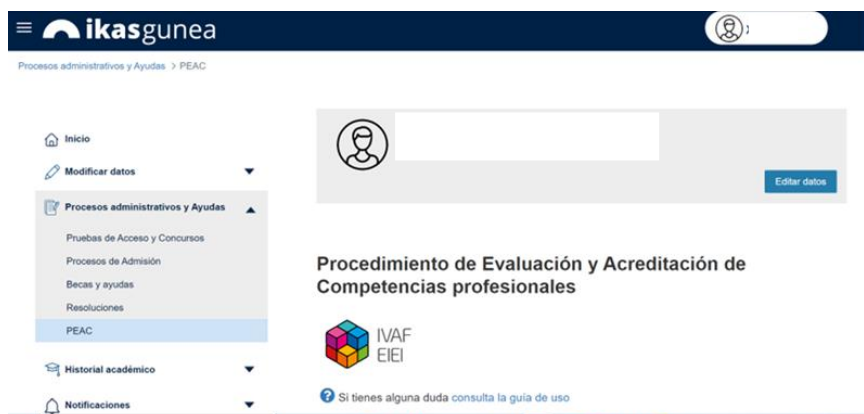 ikasgunea
Procesos administrativos y Ayudas > PEAC
Inicio
Modificar datos
Procesos administrativos y Ayudas
Pruebas de Acceso y Concursos
Procesos de Admisión
Becas y ayudas
Resoluciones
PEAC
Historial académico
Notificaciones
Editar datos
Procedimiento de Evaluación y Acreditación de
Competencias profesionales
IVAF
EIEI
Si tienes alguna duda consulta la guía de uso